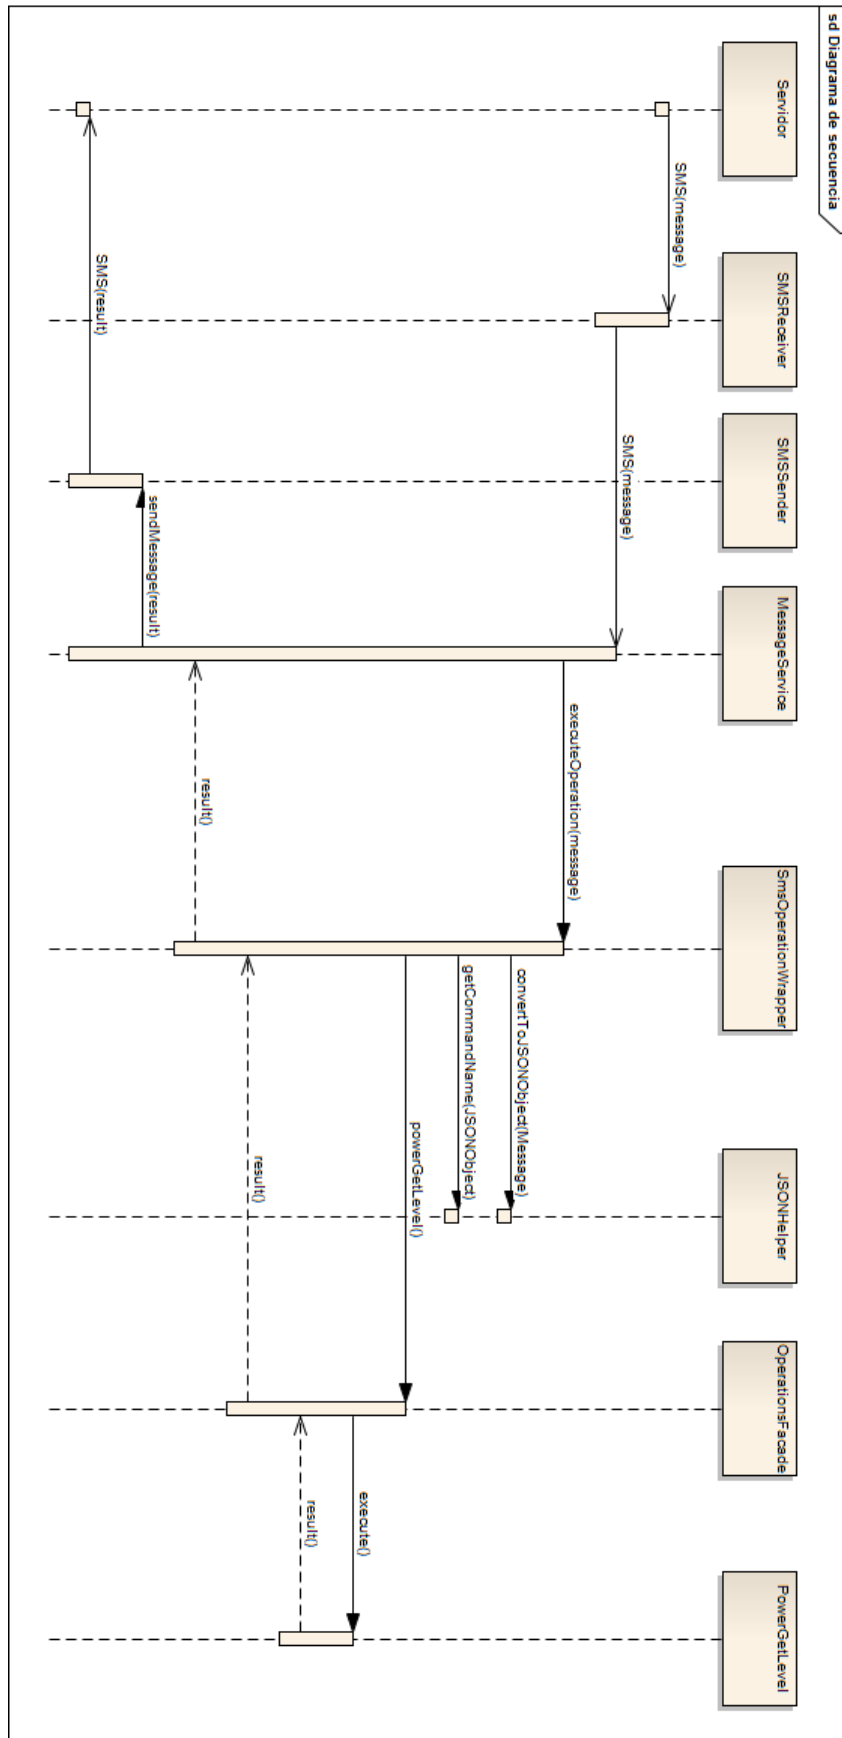 sd Diagrama de secuencia
Servidor
SMSReceiver
SMSSender
MessageService
SmsOperationWrapper
JSONHelper
OperationsFacade
PowerGetLevel
SMS(message)
SMS(message)
executeOperation(message)
convertToJSONObject(Message)
getCommandName(JSONObject)
powerGetLevel()
execute()
result()
result()
result()
sendMessage(result)
SMS(result)